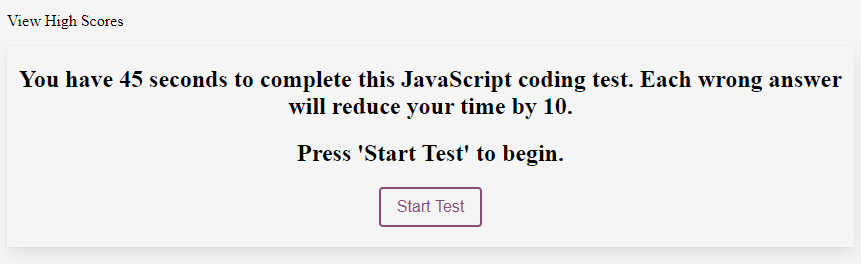 View High Scores
You have 45 seconds to complete this JavaScript coding test. Each wrong answer
will reduce your time by 10.
Press 'Start Test' to begin.
Start Test